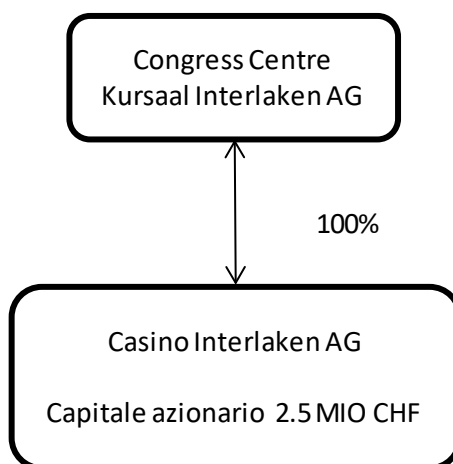 Congress Centre
Kursaal Interlaken AG
100%
Casino Interlaken AG
Capitale azionario 2.5 MIO CHF